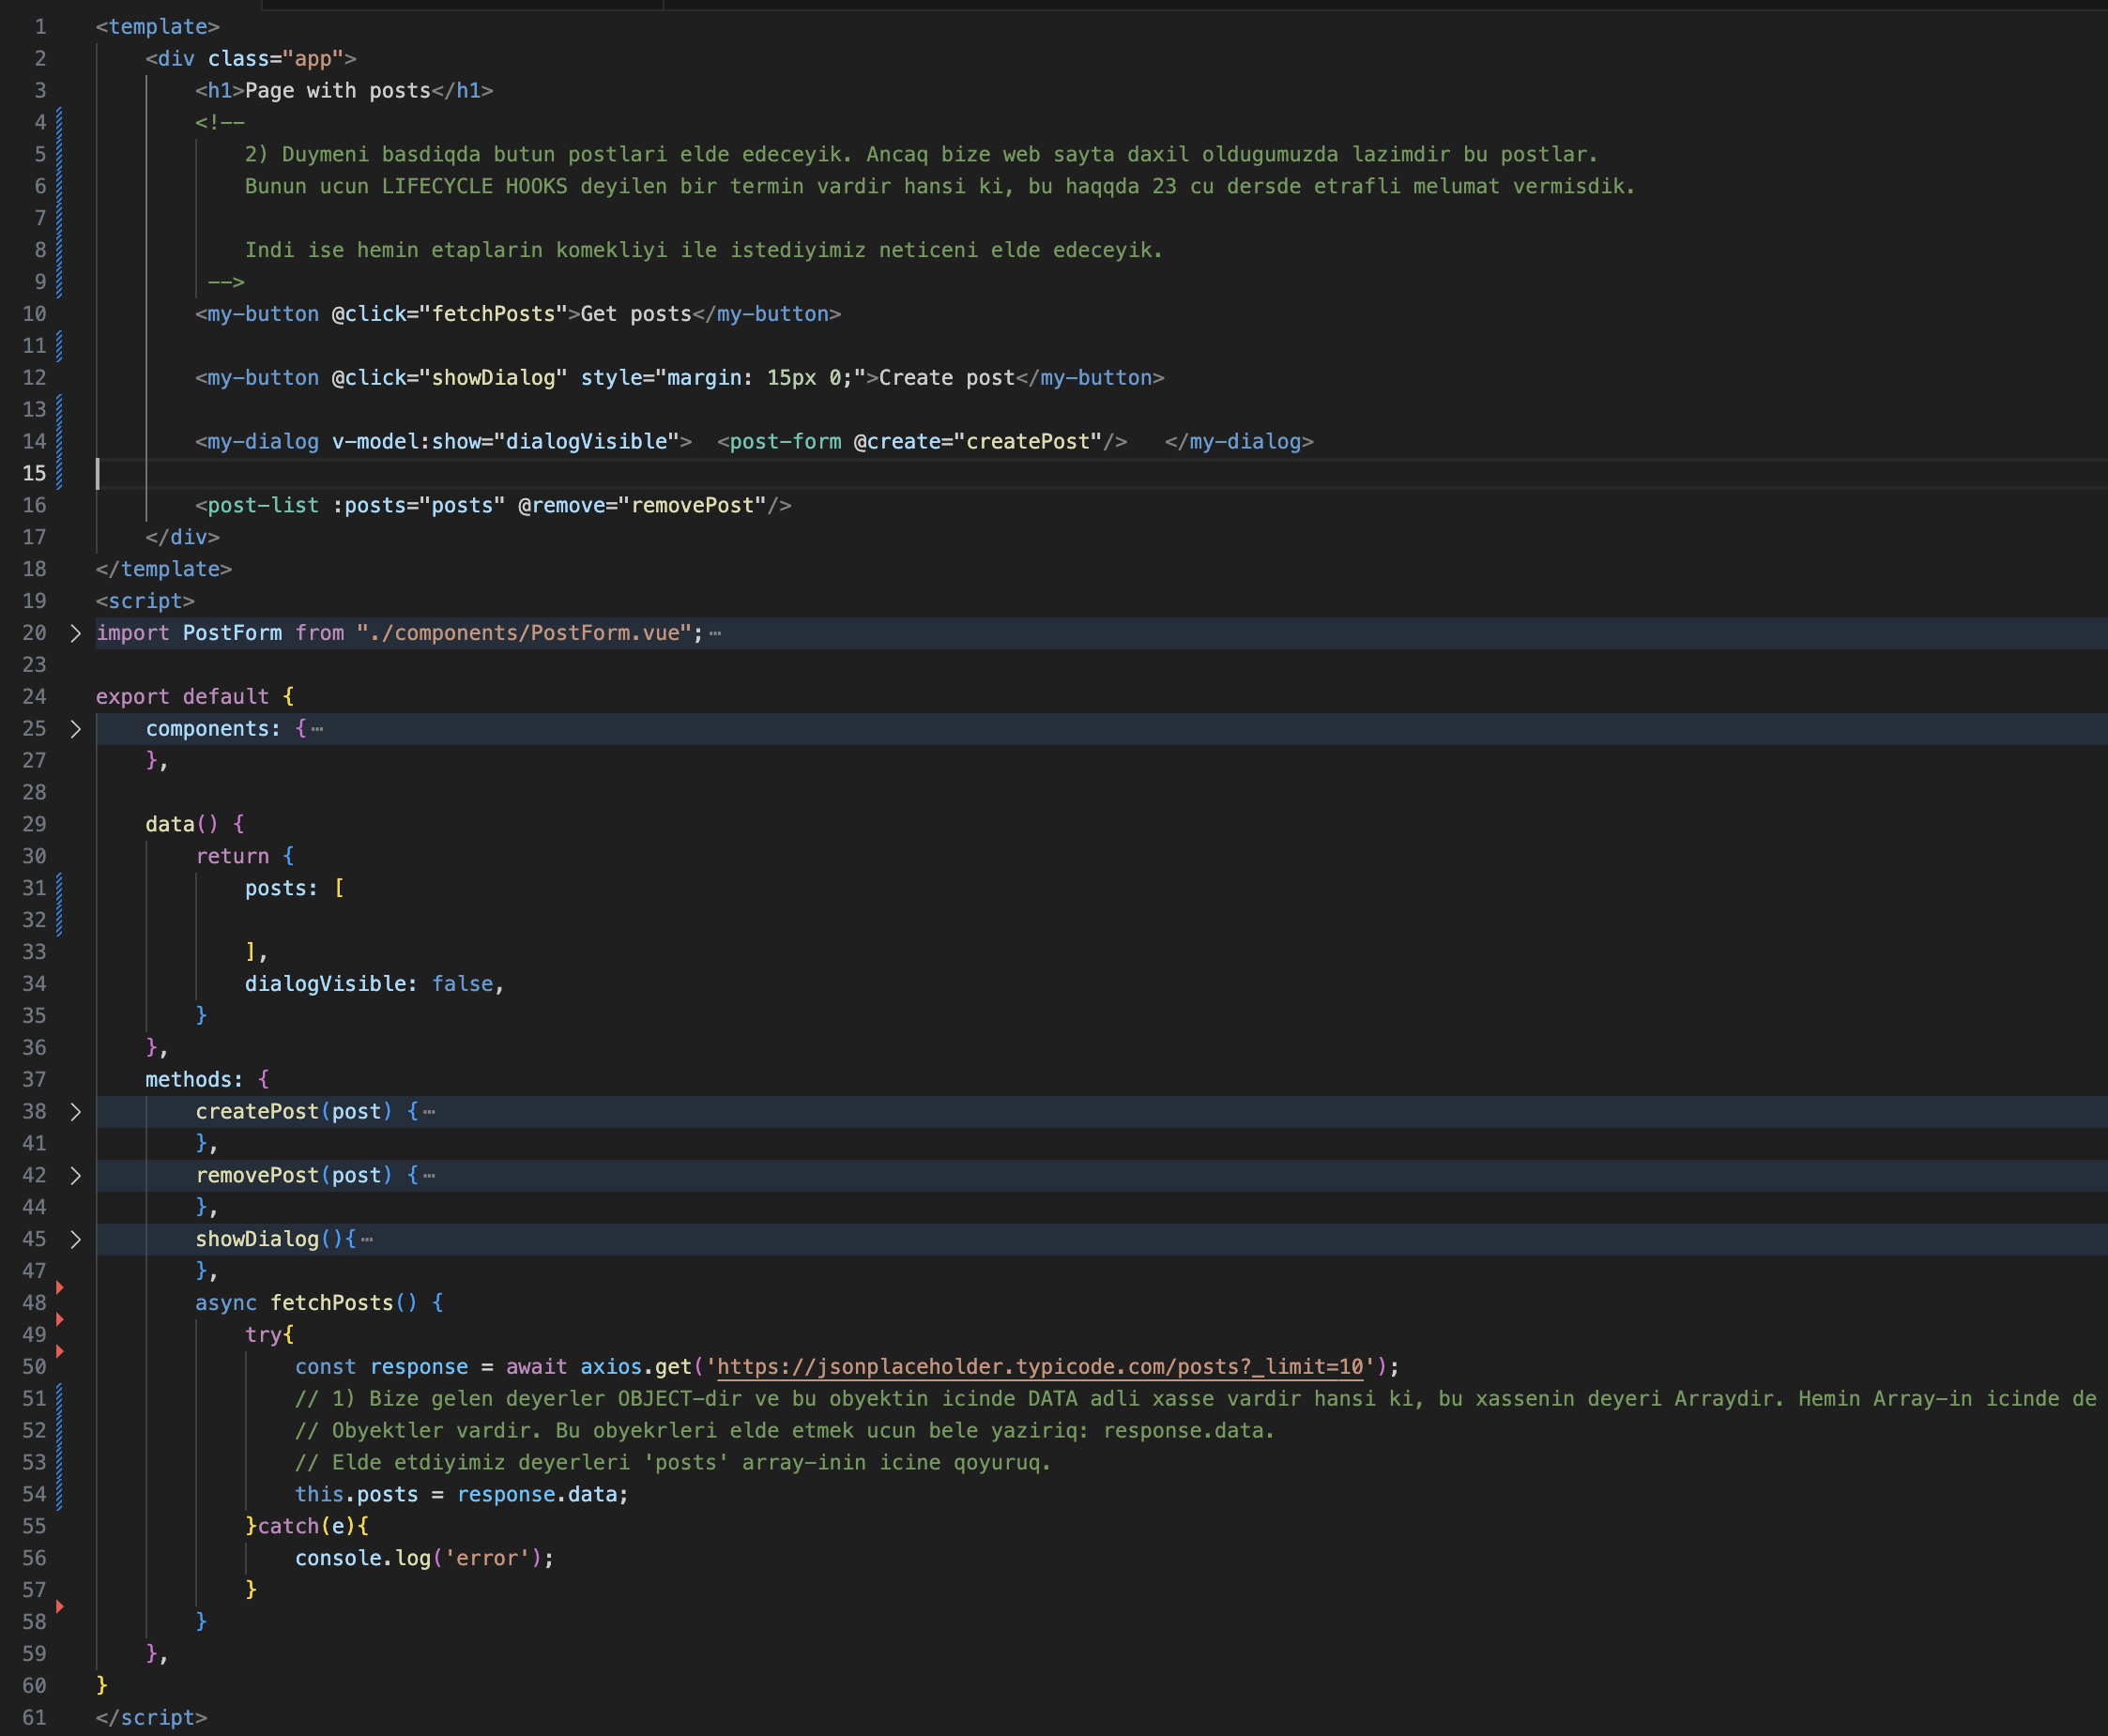 1 <template>
2 <div class="app">
3 <h1>Page with posts</h1>
4 <!--
5 2) Duymeni basdiqda butun postlari elde edeceyik. Ancaq bize web sayta daxil oldugumuzda lazimdir bu postlar.
6 Bunun ucun LIFECYCLE HOOKS deyilen bir termin vardir hansi ki, bu haqqda 23 cu dersde etrafli melumat vermisdik.
7
8 Indi ise hemin etaplarin komekliyi ile istediyimiz neticeni elde edeceyik.
9 -->
10 <my-button @click="fetchPosts">Get posts</my-button>
11
12 <my-button @click="showDialog" style="margin: 15px 0;">Create post</my-button>
13
14 <my-dialog v-model:show="dialogVisible">  <post-form @create="createPost"/>   </my-dialog>
15
16 <post-list :posts="posts" @remove="removePost"/>
17 </div>
18 </template>
19 <script>
20 import PostForm from "./components/PostForm.vue";⋯
23
24 export default {
25 components: {⋯
27 },
28
29 data() {
30 return {
31 posts: [
32
33 ],
34 dialogVisible: false,
35 }
36 },
37 methods: {
38 createPost(post) {⋯
41 },
42 removePost(post) {⋯
44 },
45 showDialog(){⋯
47 },
48 async fetchPosts() {
49 try{
50 const response = await axios.get('https://jsonplaceholder.typicode.com/posts?_limit=10');
51 // 1) Bize gelen deyerler OBJECT-dir ve bu obyektin icinde DATA adli xasse vardir hansi ki, bu xassenin deyeri Arraydir. Hemin Array-in icinde de
52 // Obyektler vardir. Bu obyekrleri elde etmek ucun bele yaziriq: response.data.
53 // Elde etdiyimiz deyerleri 'posts' array-inin icine qoyuruq.
54 this.posts = response.data;
55 }catch(e){
56 console.log('error');
57 }
58 }
59 },
60 }
61 </script>